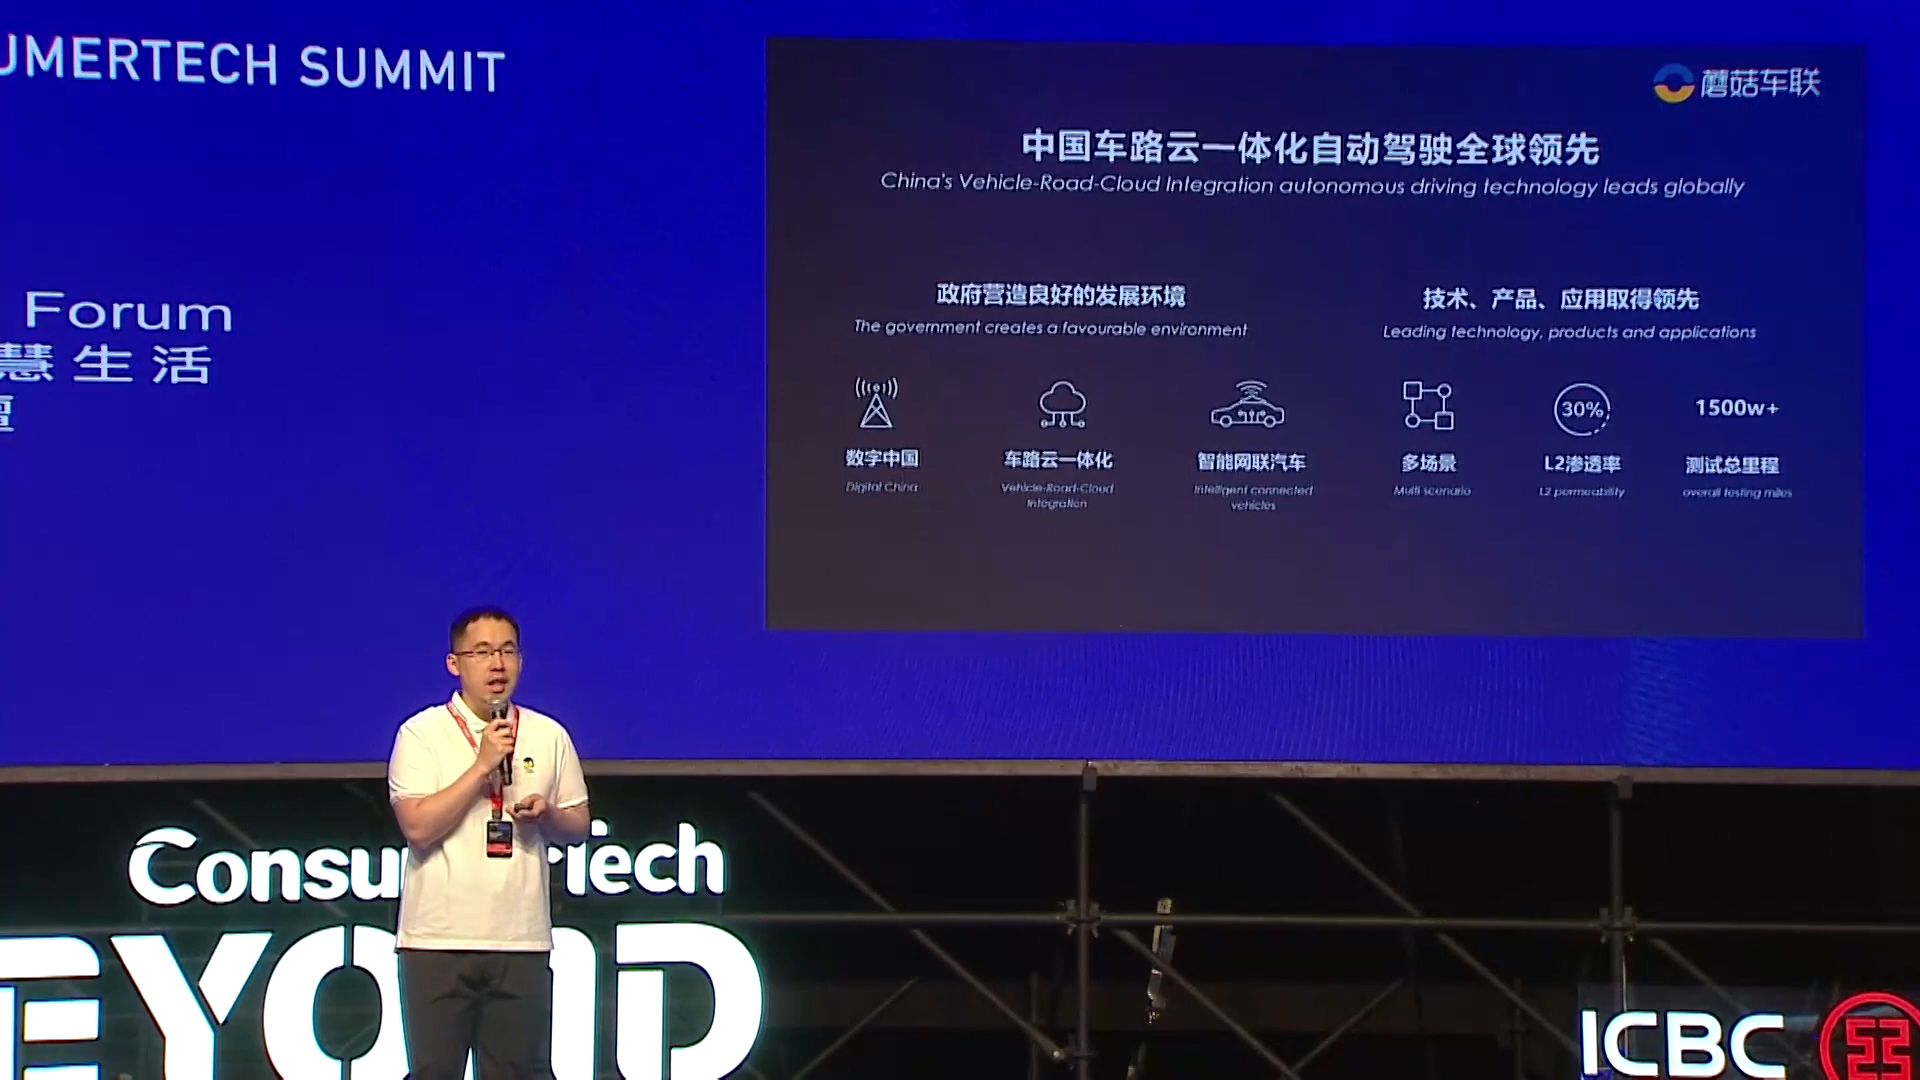 UMERTECH SUMMIT
Forum
慧生活
蘑菇车联
中国车路云一体化自动驾驶全球领先
China's Vehicle-Road-Cloud Integration autonomous driving technology leads globally
政府营造良好的发展环境
The government creates a favourable environment
技术、产品、应用取得领先
Leading technology, products and applications
数字中国
Digital China
车路云一体化
Vehicle-Road-Cloud
Integration
智能网联汽车
Intelligent connected
vehicles
多场景
Multi scenario
30%
L2渗透率
L2 permeability
1500w+
测试总里程
overall testing miles
Consu rTech
EYOND
ICBC